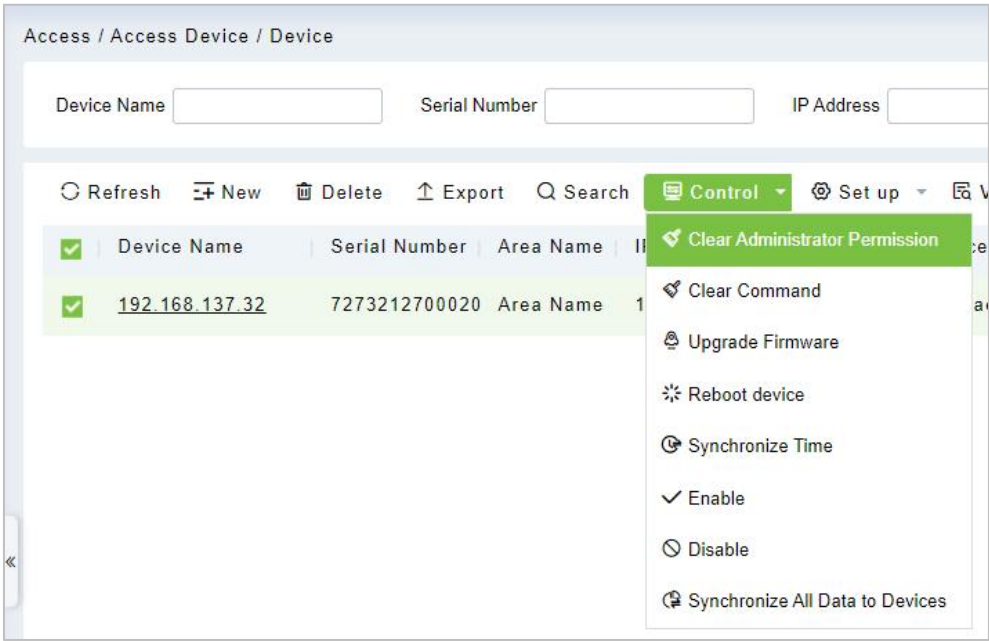 Access / Access Device / Device
Device Name Serial Number IP Address
Refresh New Delete Export Search Control Set up
Device Name Serial Number Area Name
192.168.137.32 7273212700020 Area Name 1
Clear Administrator Permission
Clear Command
Upgrade Firmware
Reboot device
Synchronize Time
Enable
Disable
Synchronize All Data to Devices